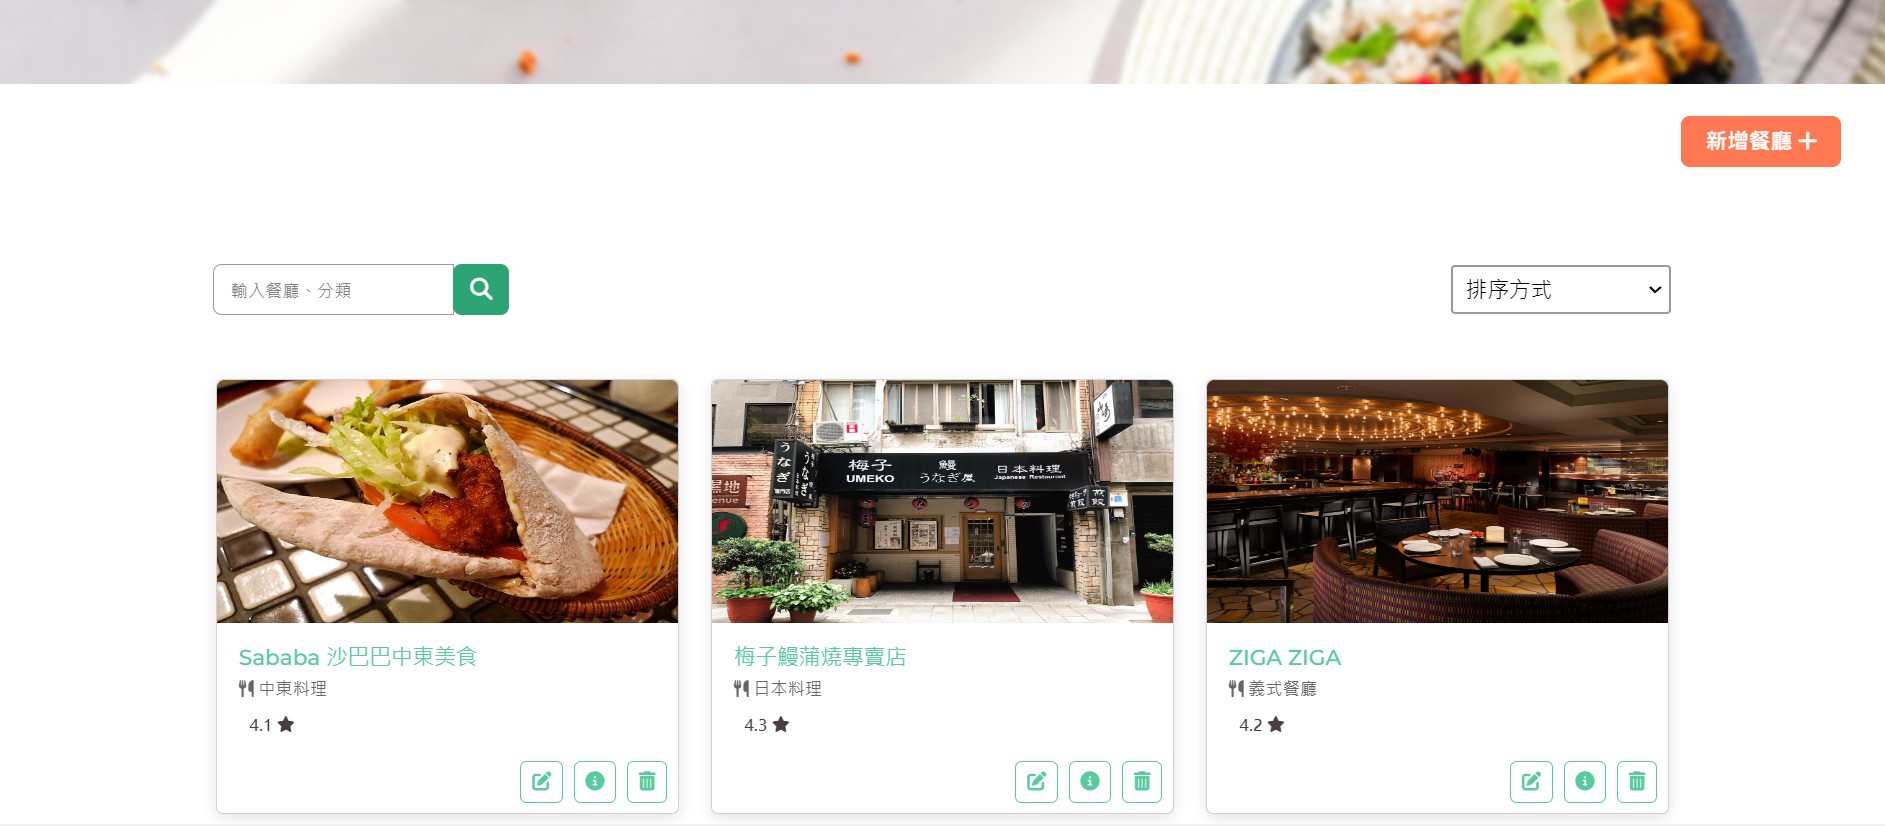 新增餐廳
輸入餐廳、分類
排序方式
うなぎ
梅子
UMEKO
鰻
うなぎ屋
日本料理
Japanese Restaurant
Sababa 沙巴巴中東美食
中東料理
4.1
梅子鰻蒲燒專賣店
日本料理
4.3
ZIGA ZIGA
義式餐廳
4.2